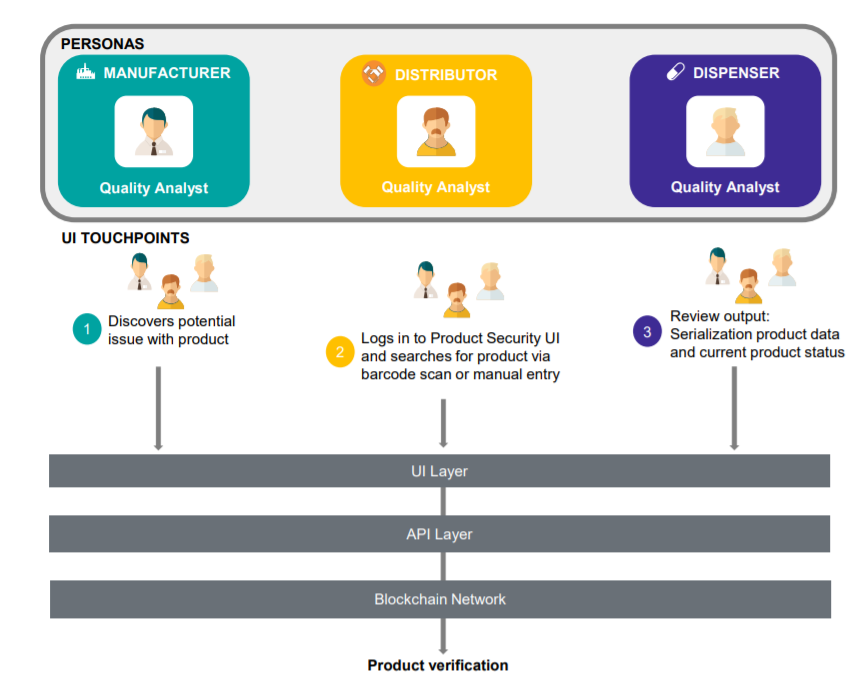 PERSONAS
MANUFACTURER
DISTRIBUTOR
DISPENSER
Quality Analyst
Quality Analyst
Quality Analyst
UI TOUCHPOINTS
1
Discovers potential
issue with product
2
Logs in to Product Security UI
and searches for product via
barcode scan or manual entry
3
Review output:
Serialization product data
and current product status
UI Layer
API Layer
Blockchain Network
Product verification